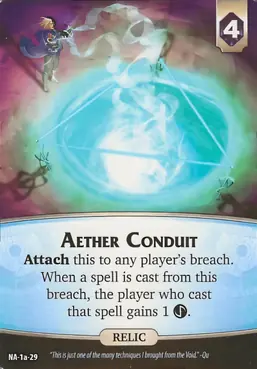 4
AETHER CONDUIT
Attach this to any player's breach.
When a spell is cast from this
breach, the player who cast
that spell gains 1 .
RELIC
NA-1a-29
"This is just one of the many techniques I brought from the Void." -Qu